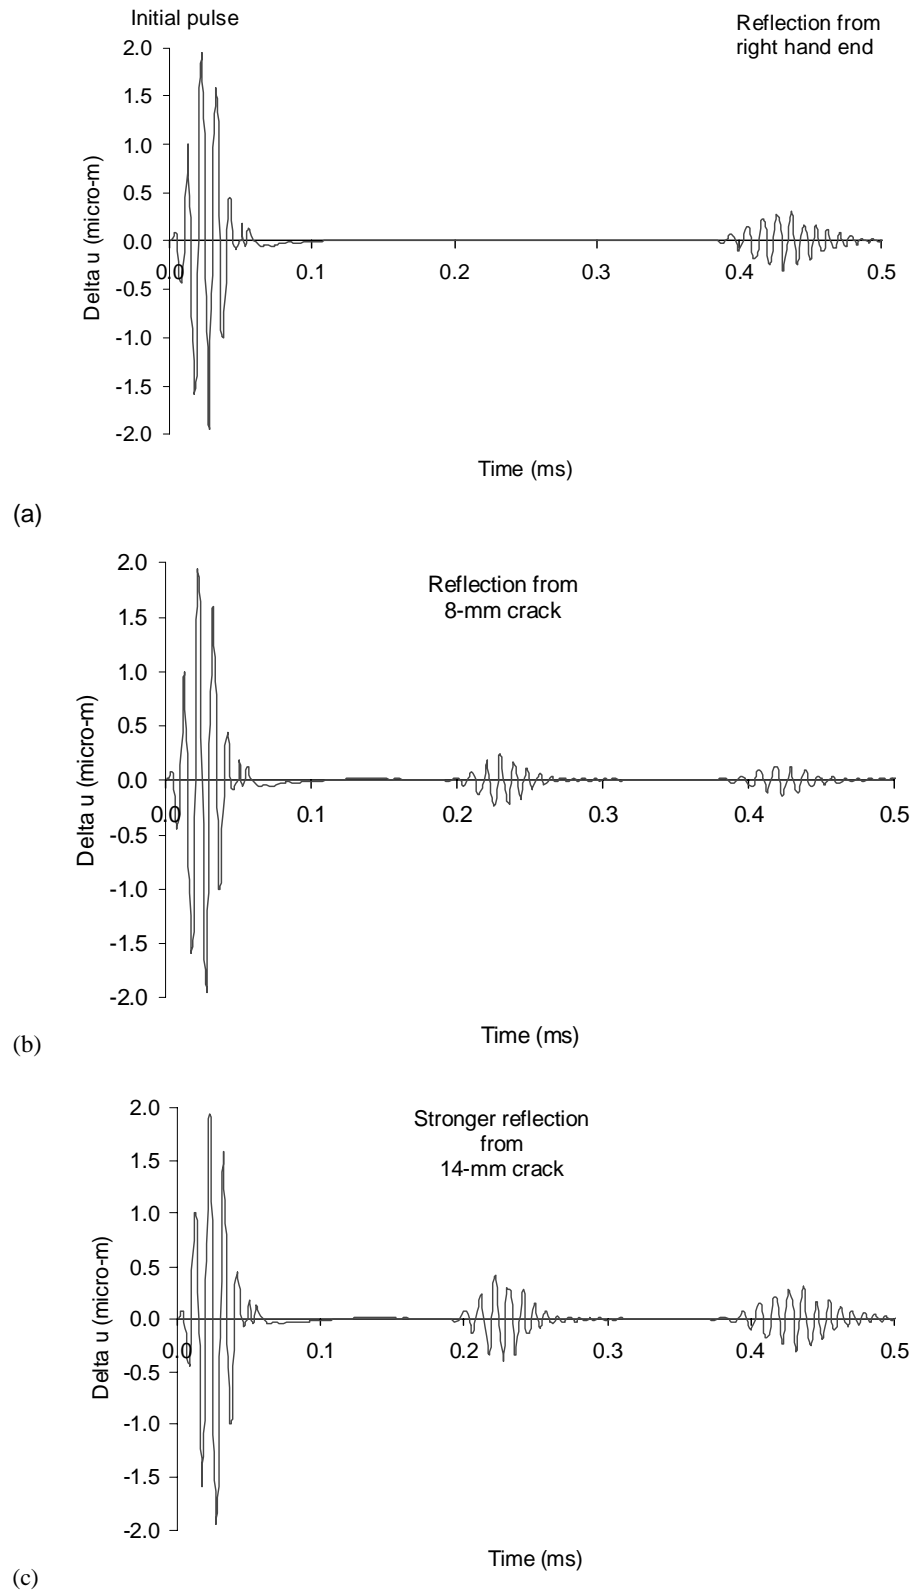 Initial pulse
Reflection from
right hand end
2.0
1.5
1.0
0.5
0.0
-0.5
-1.0
-1.5
-2.0
Delta u (micro-m)
0.0 0.1 0.2 0.3 0.4 0.5
Time (ms)
(a)
Reflection from
8-mm crack
2.0
1.5
1.0
0.5
0.0
-0.5
-1.0
-1.5
-2.0
Delta u (micro-m)
0.0 0.1 0.2 0.3 0.4 0.5
Time (ms)
(b)
Stronger reflection
from
14-mm crack
2.0
1.5
1.0
0.5
0.0
-0.5
-1.0
-1.5
-2.0
Delta u (micro-m)
0.0 0.1 0.2 0.3 0.4 0.5
Time (ms)
(c)